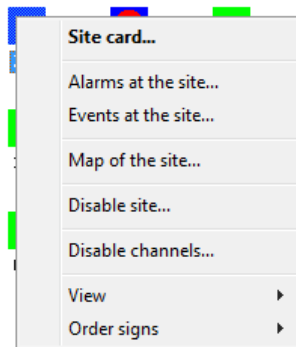 Site card...
Alarms at the site...
Events at the site...
Map of the site...
Disable site...
Disable channels...
View
Order signs